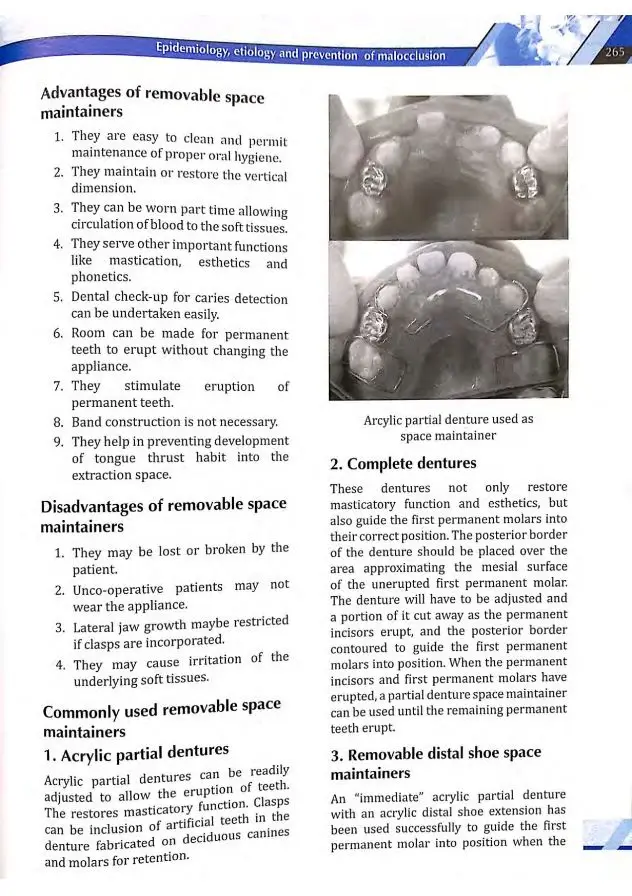 Epidemiology, etiology and prevention of malocclusion
265
Advantages of removable space
maintainers
1. They are easy to clean and permit
maintenance of proper oral hygiene.
2. They maintain or restore the vertical
dimension.
3. They can be worn part time allowing
circulation of blood to the soft tissues.
4. They serve other important functions
like mastication, esthetics and
phonetics.
5. Dental check-up for caries detection
can be undertaken easily.
6. Room can be made for permanent
teeth to erupt without changing the
appliance.
7. They stimulate eruption of
permanent teeth.
8. Band construction is not necessary.
9. They help in preventing development
of tongue thrust habit into the
extraction space.
Disadvantages of removable space
maintainers
1. They may be lost or broken by the
patient.
2. Unco-operative patients may not
wear the appliance.
3. Lateral jaw growth maybe restricted
if clasps are incorporated.
4. They may cause irritation of the
underlying soft tissues.
Commonly used removable space
maintainers
1. Acrylic partial dentures
Acrylic partial dentures can be readily
adjusted to allow the eruption of teeth.
The restores masticatory function. Clasps
can be inclusion of artificial teeth in the
denture fabricated on deciduous canines
and molars for retention.
Arcylic partial denture used as
space maintainer
2. Complete dentures
These dentures not only restore
masticatory function and esthetics, but
also guide the first permanent molars into
their correct position. The posterior border
of the denture should be placed over the
area approximating the mesial surface
of the unerupted first permanent molar.
The denture will have to be adjusted and
a portion of it cut away as the permanent
incisors erupt, and the posterior border
contoured to guide the first permanent
molars into position. When the permanent
incisors and first permanent molars have
erupted, a partial denture space maintainer
can be used until the remaining permanent
teeth erupt.
3. Removable distal shoe space
maintainers
An “immediate” acrylic partial denture
with an acrylic distal shoe extension has
been used successfully to guide the first
permanent molar into position when the